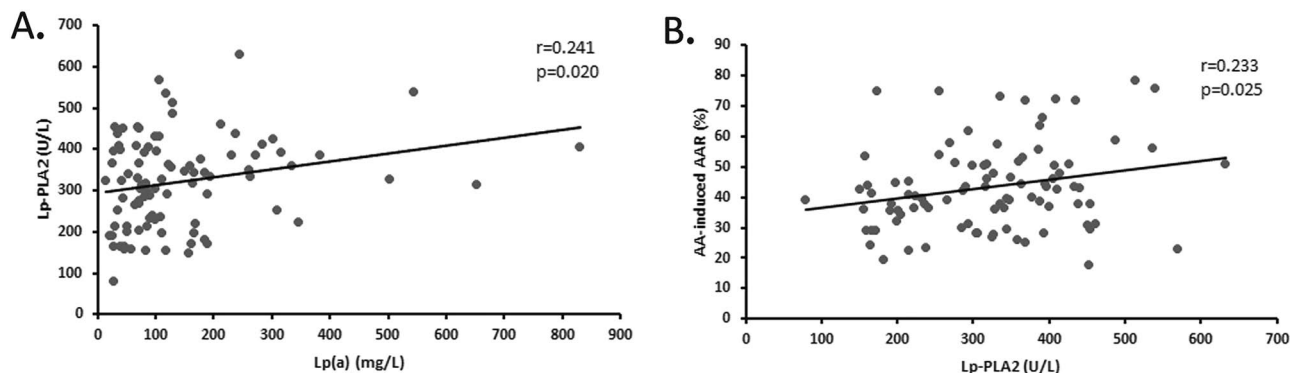 A.
700
600
500
400
300
200
100
0
Lp-PLA2 (U/L)
r=0.241
p=0.020
0 100 200 300 400 500 600 700 800 900
Lp(a) (mg/L)
B.
90
80
70
60
50
40
30
20
10
0
AA-induced AAR (%)
r=0.233
p=0.025
0 100 200 300 400 500 600 700
Lp-PLA2 (U/L)